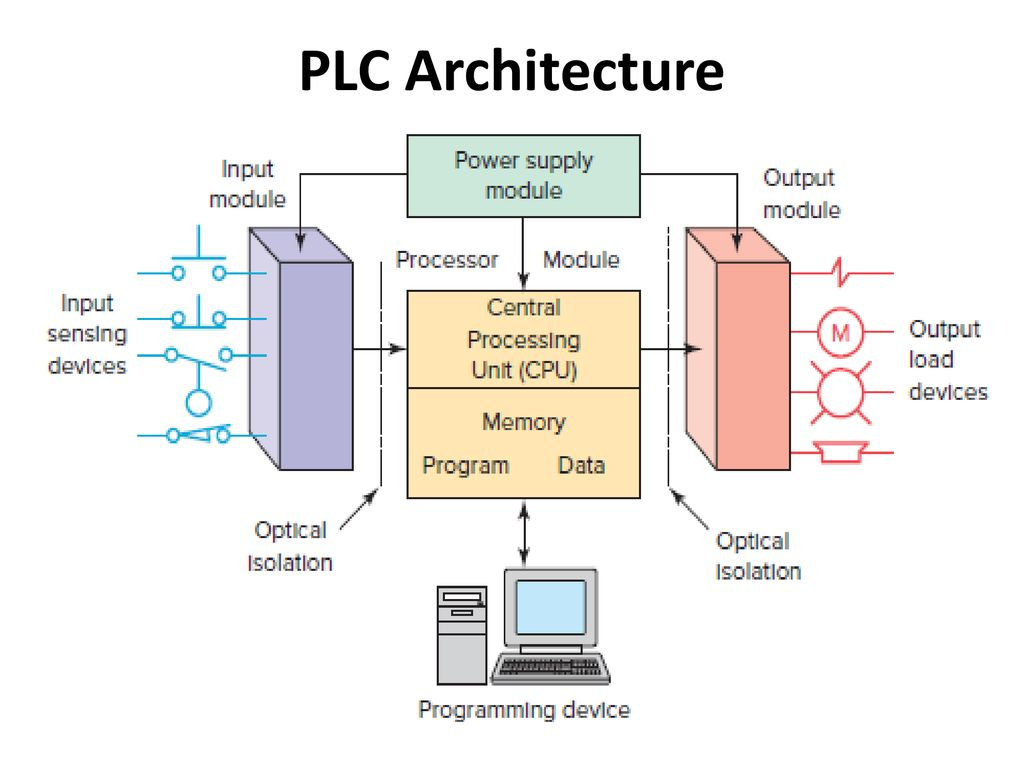 PLC Architecture
Power supply
module
Input
module
Output
module
Processor Module
Input
sensing
devices
Central
Processing
Unit (CPU)
M
Output
load
devices
Memory
Program Data
Optical
isolation
Optical
isolation
Programming device